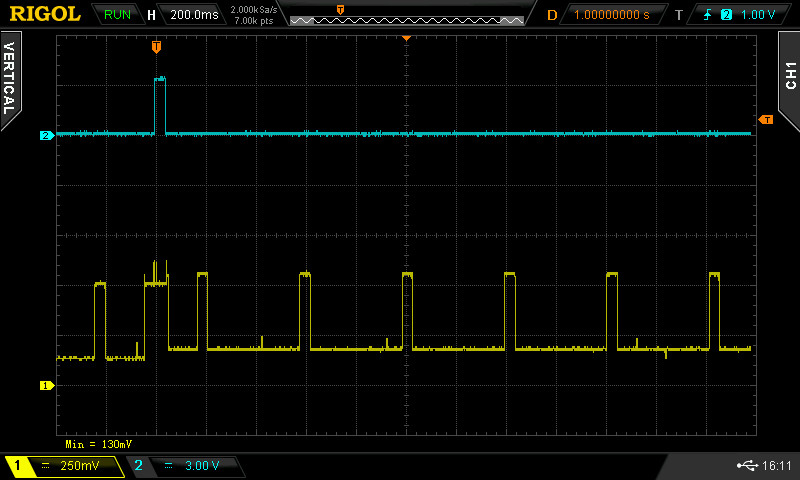 RIGOL RUN H 200.0ms 2.000kSa/s D 1.00000000 s T 2 1.00 V
7.00k pts
T
T
VERTICAL
CH1
2
T
1
Min = 130mV
1 250mV 2 3.00 V 16:11